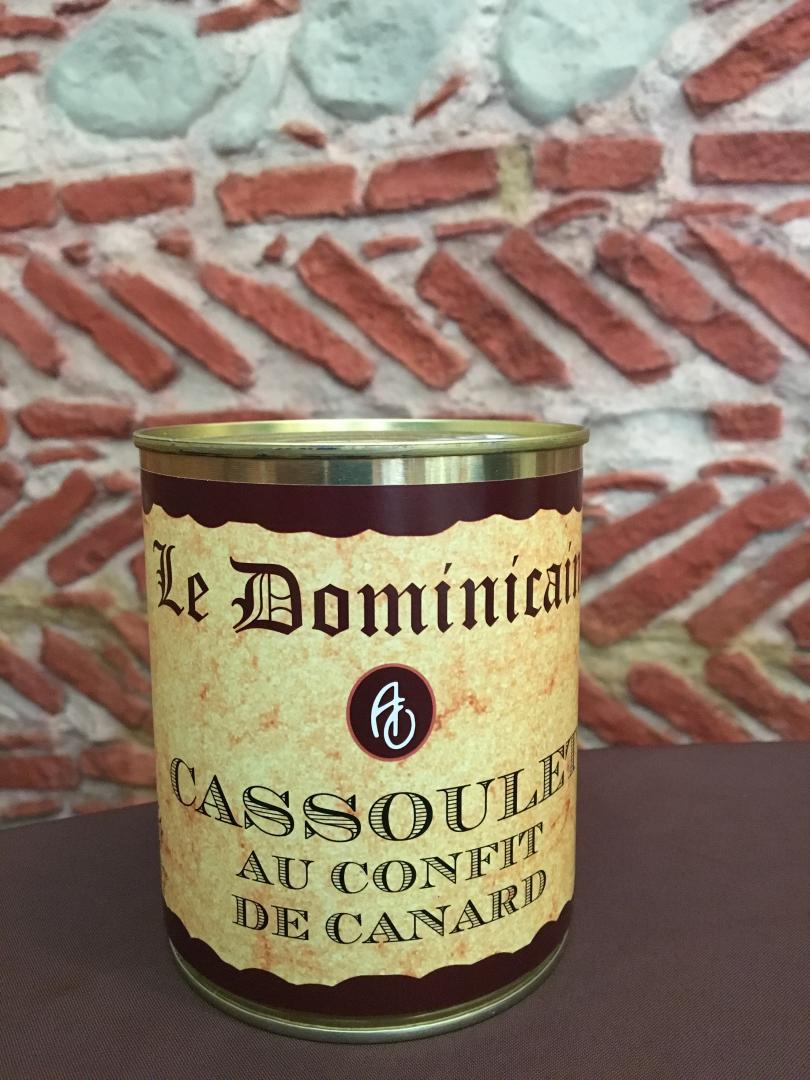 Le Dominicain
CASSOULET
AU CONFIT
DE CANARD